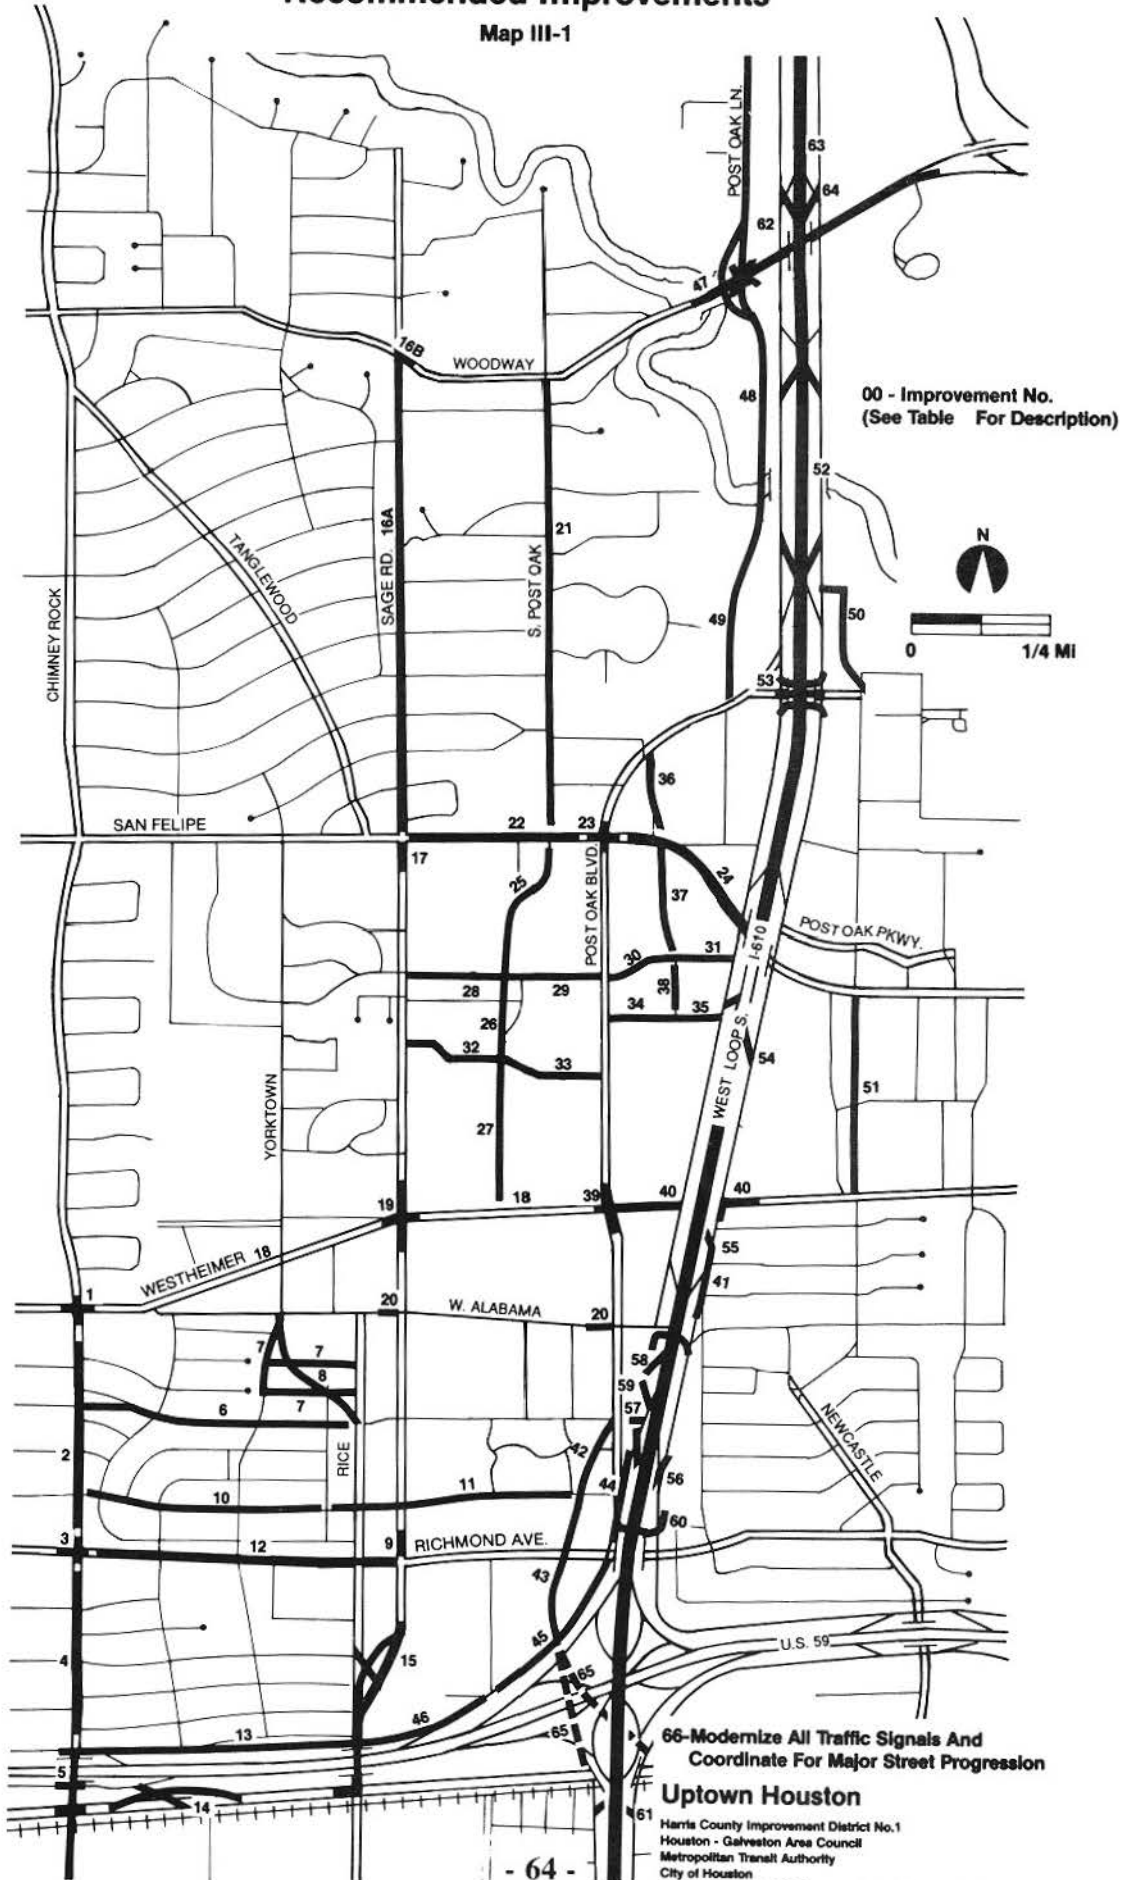 Recommended Improvements
Map III-1
POST OAK LN.
63
64
62
47
16B
WOODWAY
48
00 - Improvement No.
(See Table For Description)
52
TANGLEWOOD
SAGE RD. 16A
21
S. POST OAK
N
CHIMNEY ROCK
49
50
0 1/4 Mi
53
36
SAN FELIPE
22
23
17
25
POST OAK BLVD.
24
37
POST OAK PKWY.
I-610
30
31
28
29
38
34
35
26
32
33
WEST LOOP S.
54
51
YORKTOWN
27
19
18
39
40
40
WESTHEIMER 18
55
41
1
20
W. ALABAMA
20
7
7
8
7
58
59
57
6
NEWCASTLE
2
RICE
42
44
56
10
11
60
3
12
9
RICHMOND AVE.
43
45
U.S. 59
4
15
65
46
13
65
66-Modernize All Traffic Signals And
Coordinate For Major Street Progression
5
14
Uptown Houston
61
Harris County Improvement District No.1
Houston - Galveston Area Council
Metropolitan Transit Authority
City of Houston
- 64 -